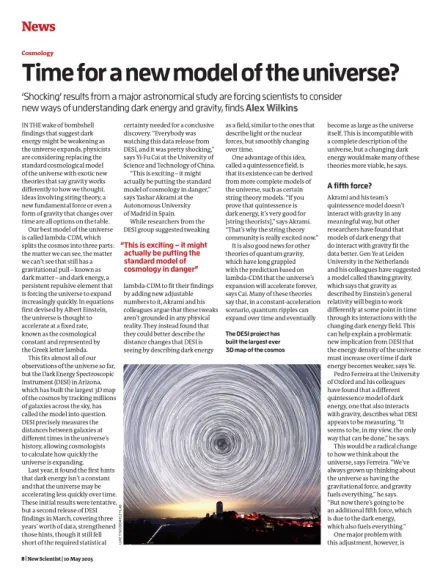 News
Cosmology
Time for a new model of the universe?
‘Shocking’ results from a major astronomical study are forcing scientists to consider
new ways of understanding dark energy and gravity, finds Alex Wilkins
IN THE wake of bombshell
findings that suggest dark
energy might be weakening as
the universe expands, physicists
are considering replacing the
standard cosmological model
of the universe with exotic new
theories that say gravity works
differently to how we thought.
Ideas involving string theory, a
new fundamental force or even a
form of gravity that changes over
time are all options on the table.
Our best model of the universe
is called lambda-CDM, which
splits the cosmos into three parts:
the matter we can see, the matter
we can't see that still has a
gravitational pull – known as
dark matter – and dark energy, a
persistent repulsive element that
is forcing the universe to expand
increasingly quickly. In equations
first devised by Albert Einstein,
the universe is thought to
accelerate at a fixed rate,
known as the cosmological
constant and represented by
the Greek letter lambda.
This fits almost all of our
observations of the universe so far,
but the Dark Energy Spectroscopic
Instrument (DESI) in Arizona,
which has built the largest 3D map
of the cosmos by tracking millions
of galaxies across the sky, has
called the model into question.
DESI precisely measures the
distances between galaxies at
different times in the universe's
history, allowing cosmologists
to calculate how quickly the
universe is expanding.
Last year, it found the first hints
that dark energy isn't a constant
and that the universe may be
accelerating less quickly over time.
These initial results were tentative,
but a second release of DESI
findings in March, covering three
years' worth of data, strengthened
those hints, though it still fell
short of the required statistical
certainty needed for a conclusive
discovery. "Everybody was
watching this data release from
DESI, and it was pretty shocking,"
says Yi-Fu Cai at the University of
Science and Technology of China.
"This is exciting – it might
actually be putting the standard
model of cosmology in danger,"
says Yashar Akrami at the
Autonomous University
of Madrid in Spain.
While researchers from the
DESI group suggested tweaking
"This is exciting – it might
actually be putting the
standard model of
cosmology in danger"
lambda-CDM to fit their findings
by adding new adjustable
numbers to it, Akrami and his
colleagues argue that these tweaks
aren't grounded in any physical
reality. They instead found that
they could better describe the
distance changes that DESI is
seeing by describing dark energy
as a field, similar to the ones that
describe light or the nuclear
forces, but smoothly changing
over time.
One advantage of this idea,
called a quintessence field, is
that its existence can be derived
from more complete models of
the universe, such as certain
string theory models. "If you
prove that quintessence is
dark energy, it's very good for
[string theorists]," says Akrami.
"That's why the string theory
community is really excited now."
It is also good news for other
theories of quantum gravity,
which have long grappled
with the prediction based on
lambda-CDM that the universe's
expansion will accelerate forever,
says Cai. Many of these theories
say that, in a constant-acceleration
scenario, quantum ripples can
expand over time and eventually
The DESI project has
built the largest ever
3D map of the cosmos
become as large as the universe
itself. This is incompatible with
a complete description of the
universe, but a changing dark
energy would make many of these
theories more viable, he says.
A fifth force?
Akrami and his team's
quintessence model doesn't
interact with gravity in any
meaningful way, but other
researchers have found that
models of dark energy that
do interact with gravity fit the
data better. Gen Ye at Leiden
University in the Netherlands
and his colleagues have suggested
a model called thawing gravity,
which says that gravity as
described by Einstein's general
relativity will begin to work
differently at some point in time
through its interactions with the
changing dark energy field. This
can help explain a problematic
new implication from DESI that
the energy density of the universe
must increase over time if dark
energy becomes weaker, says Ye.
Pedro Ferreira at the University
of Oxford and his colleagues
have found that a different
quintessence model of dark
energy, one that also interacts
with gravity, describes what DESI
appears to be measuring. "It
seems to be, in my view, the only
way that can be done," he says.
This would be a radical change
to how we think about the
universe, says Ferreira. "We've
always grown up thinking about
the universe as having the
gravitational force, and gravity
fuels everything," he says.
"But now there's going to be
an additional fifth force, which
is due to the dark energy,
which also fuels everything."
One major problem with
this adjustment, however, is
8 | New Scientist | 10 May 2025